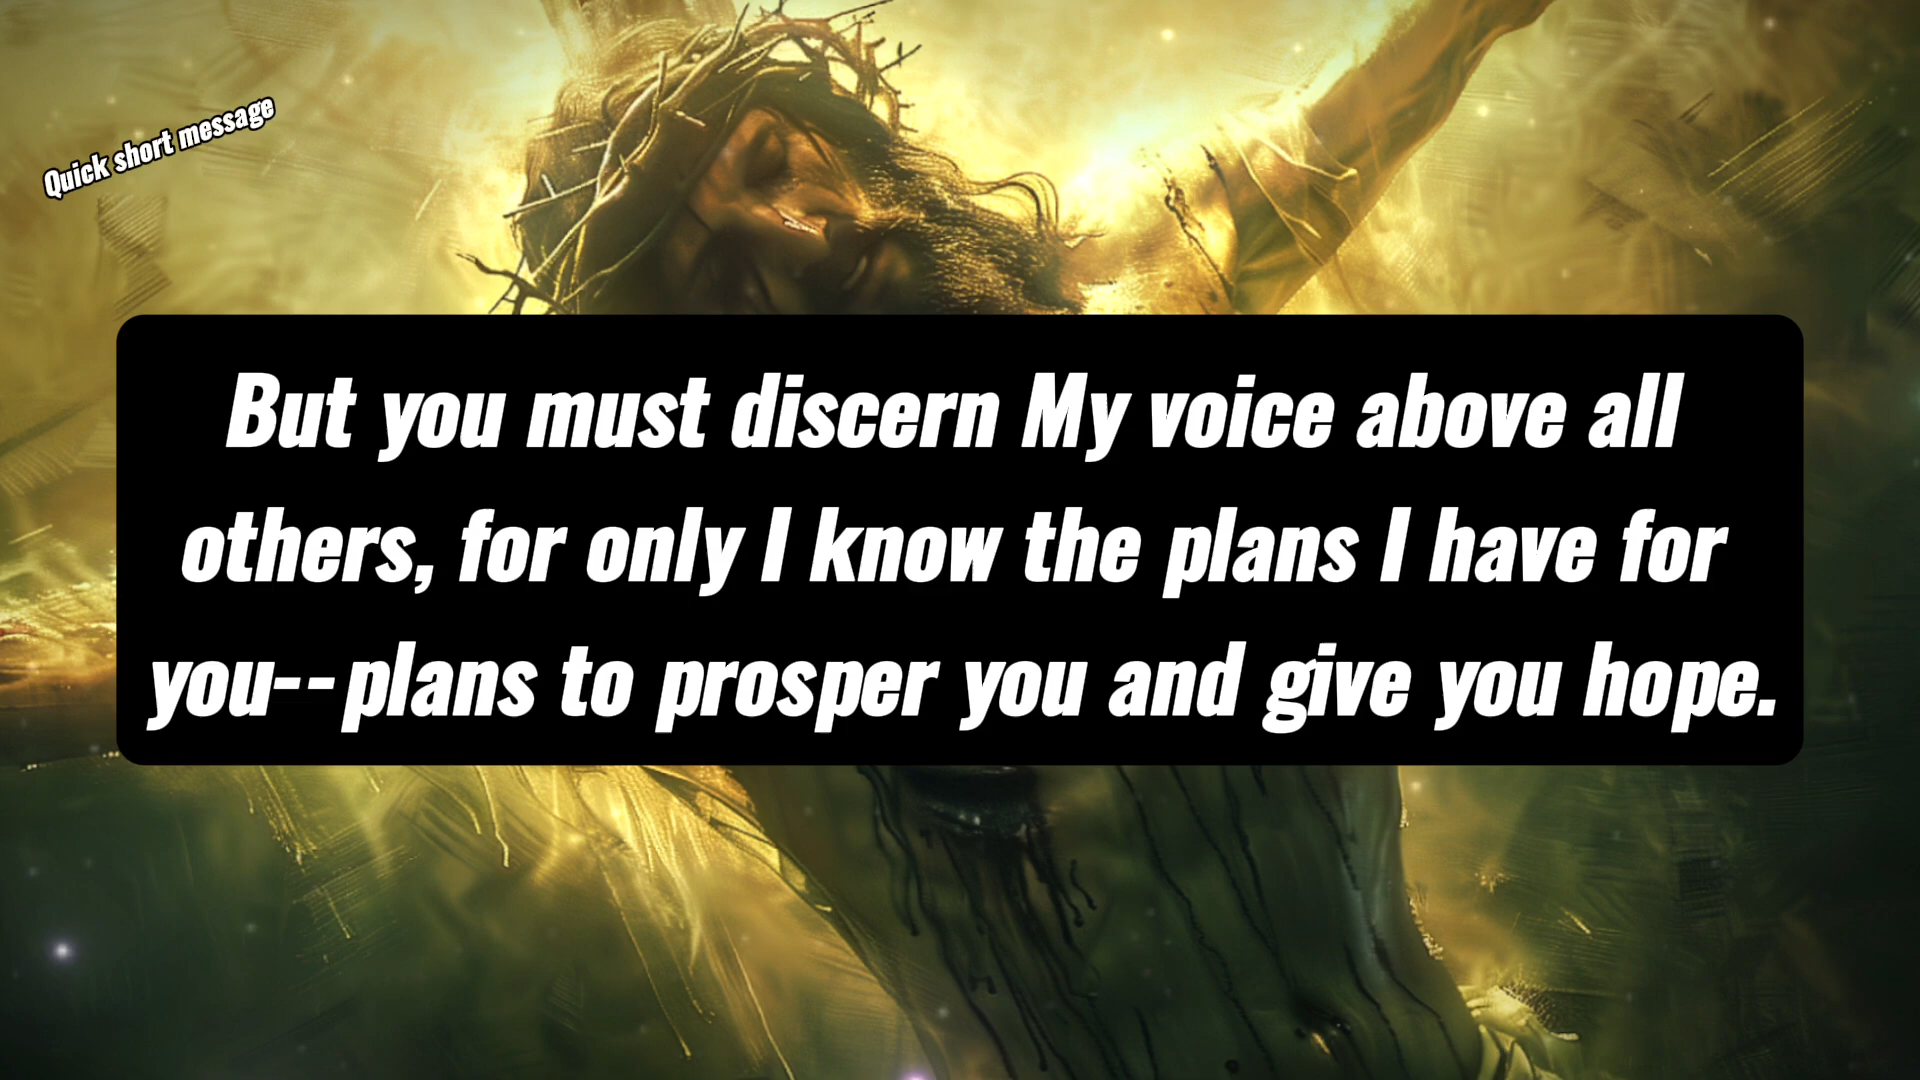 Quick short message
But you must discern My voice above all
others, for only I know the plans I have for
you--plans to prosper you and give you hope.